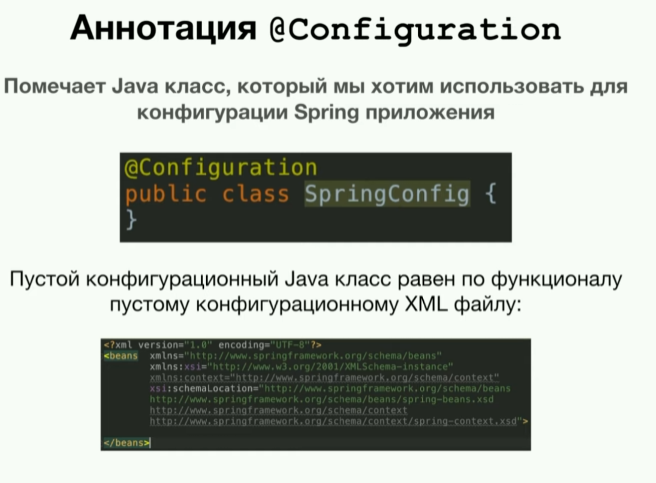 Аннотация @Configuration
Помечает Java класс, который мы хотим использовать для
конфигурации Spring приложения
@Configuration
public class SpringConfig {
}
Пустой конфигурационный Java класс равен по функционалу
пустому конфигурационному XML файлу:
<?xml version="1.0" encoding="UTF-8"?>
<beans xmlns="http://www.springframework.org/schema/beans"
xmlns:xsi="http://www.w3.org/2001/XMLSchema-instance"
xmlns:context="http://www.springframework.org/schema/context"
xsi:schemaLocation="http://www.springframework.org/schema/beans
http://www.springframework.org/schema/beans/spring-beans.xsd
http://www.springframework.org/schema/context
http://www.springframework.org/schema/context/spring-context.xsd">
</beans>